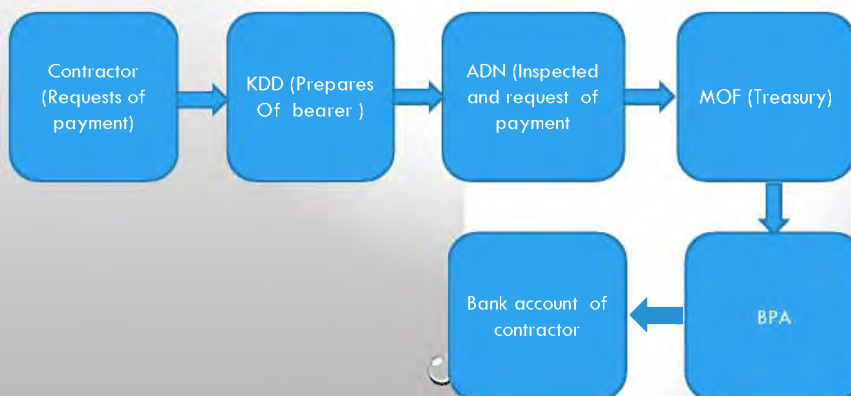 Contractor
(Requests of
payment)
KDD (Prepares
Of bearer )
ADN (Inspected
and request of
payment
MOF (Treasury)
Bank account of
contractor
BPA